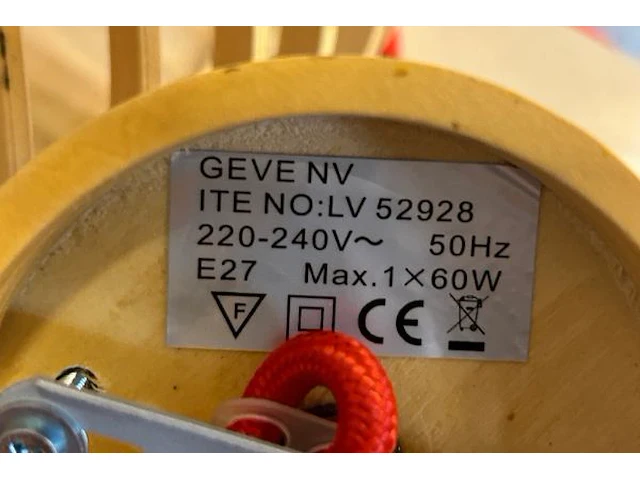 GEVE NV
ITE NO:LV 52928
220-240V~ 50Hz
E27 Max.1×60W
F CE